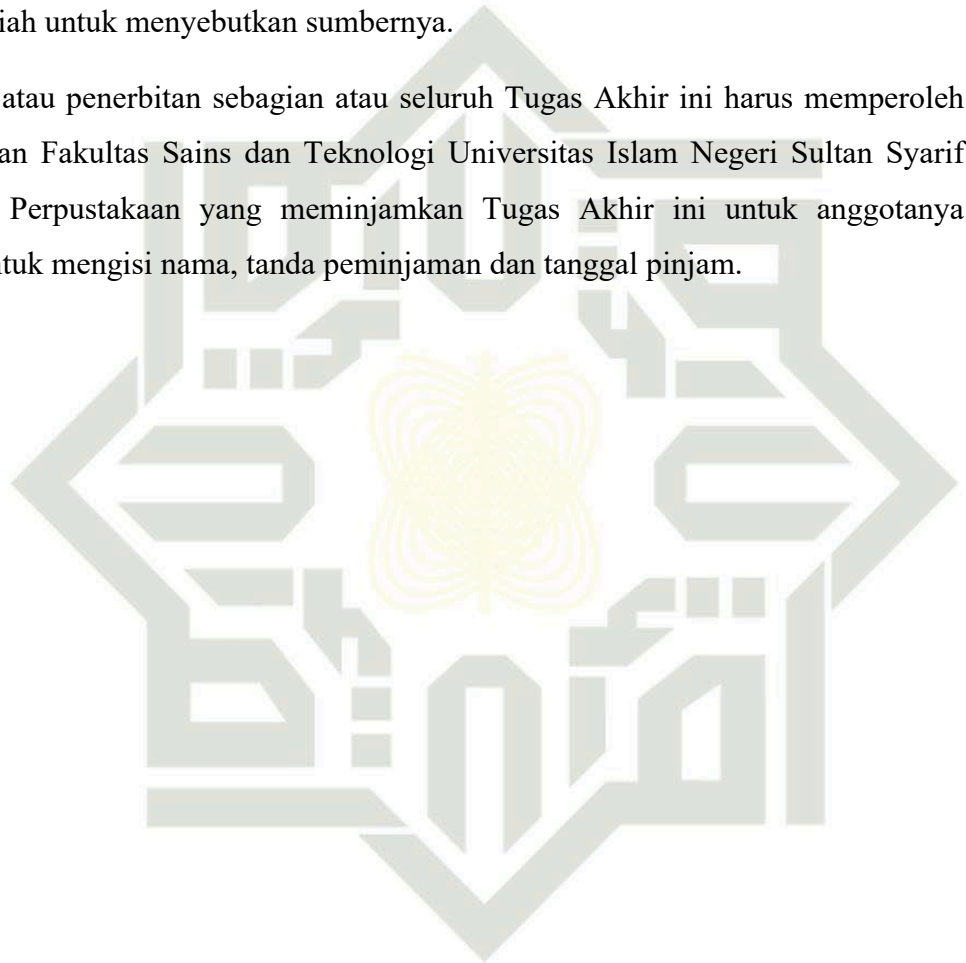 iah untuk menyebutkan sumbernya.
atau penerbitan sebagian atau seluruh Tugas Akhir ini harus memperoleh
an Fakultas Sains dan Teknologi Universitas Islam Negeri Sultan Syarif
Perpustakaan yang meminjamkan Tugas Akhir ini untuk anggotanya
ntuk mengisi nama, tanda peminjaman dan tanggal pinjam.